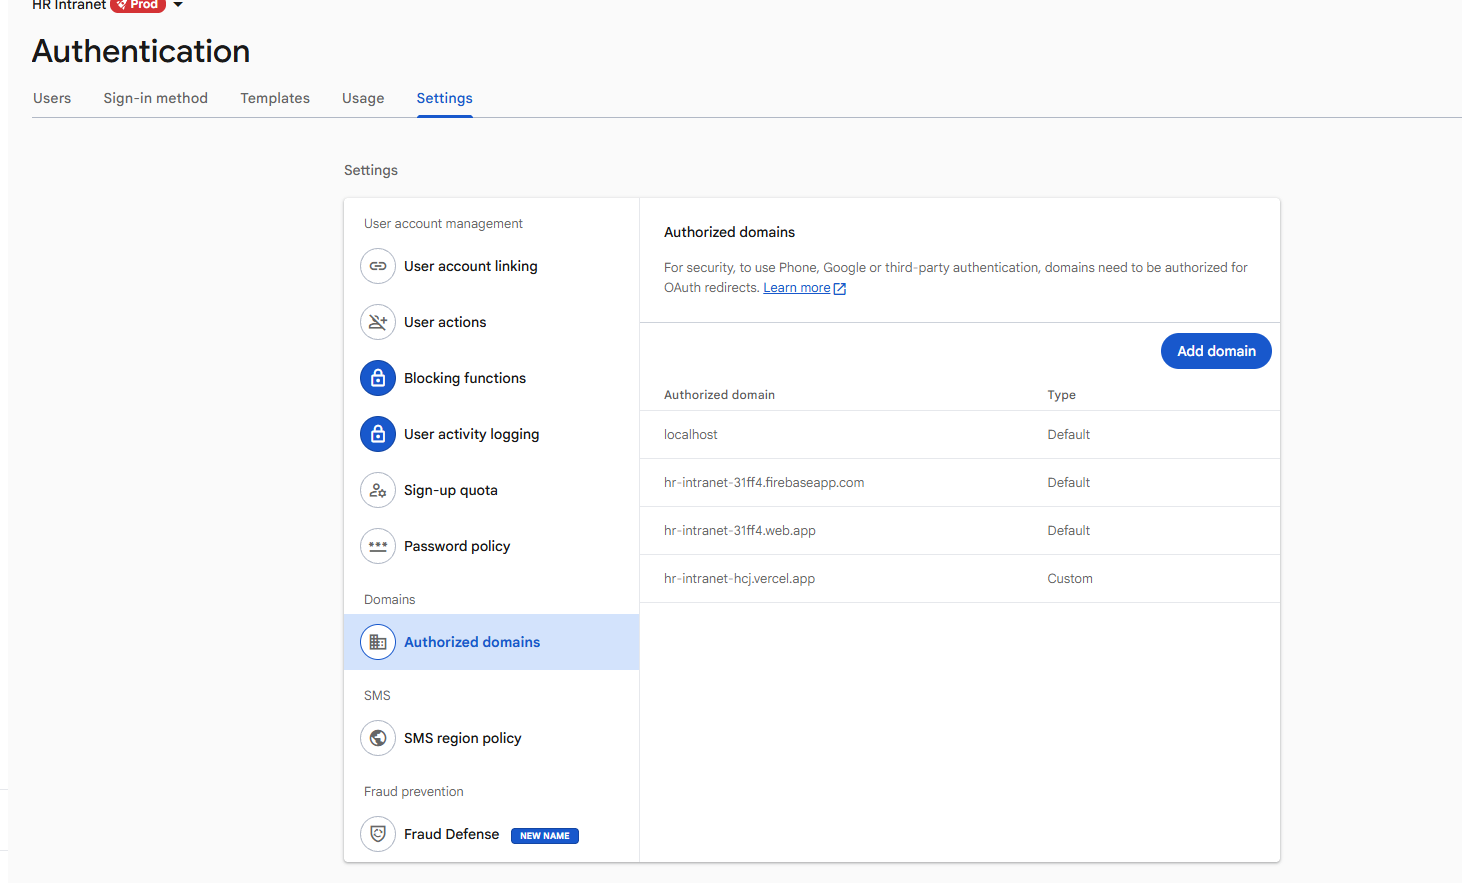 HR Intranet Prod
Authentication
Users Sign-in method Templates Usage Settings
Settings
User account management
User account linking
User actions
Blocking functions
User activity logging
Sign-up quota
Password policy
Domains
Authorized domains
SMS
SMS region policy
Fraud prevention
Fraud Defense NEW NAME
Authorized domains
For security, to use Phone, Google or third-party authentication, domains need to be authorized for
OAuth redirects. Learn more
Add domain
Authorized domain Type
localhost Default
hr-intranet-31ff4.firebaseapp.com Default
hr-intranet-31ff4.web.app Default
hr-intranet-hcj.vercel.app Custom